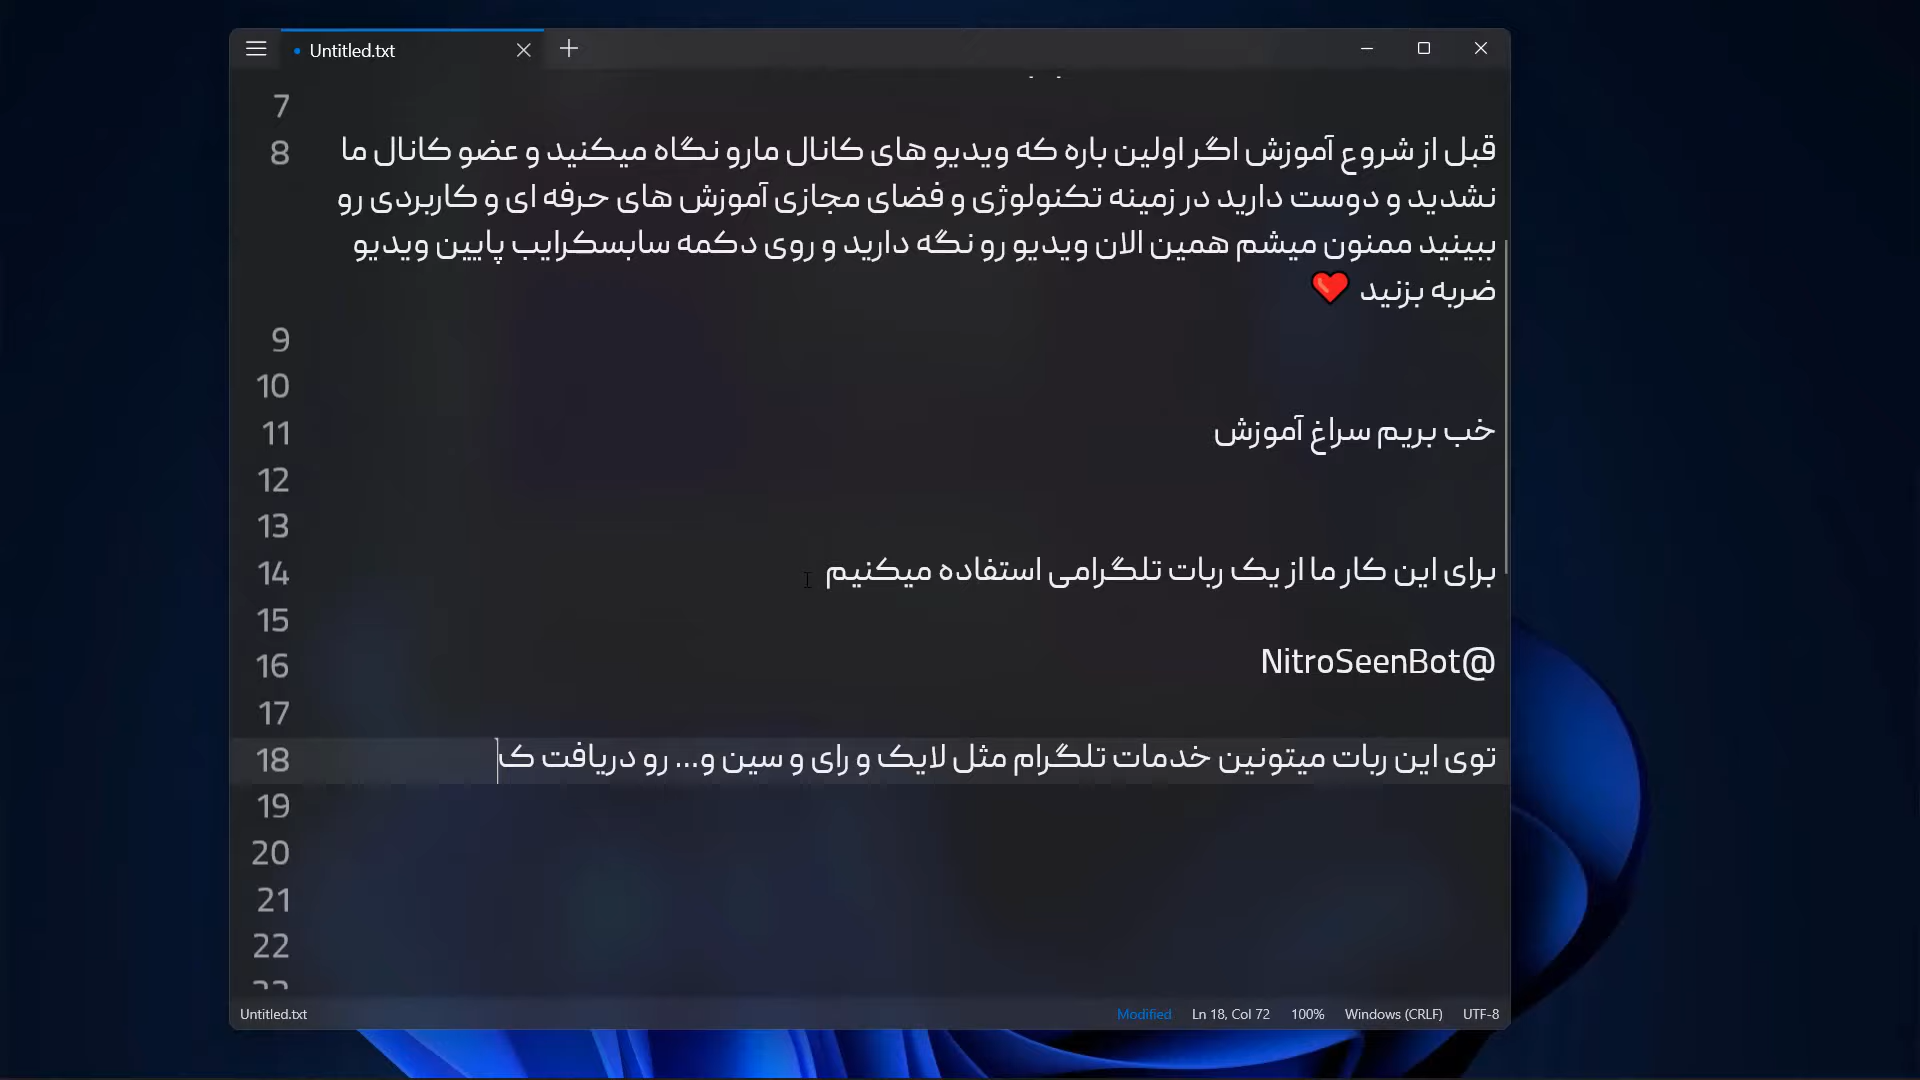 Untitled.txt
7
8
قبل از شروع آموزش اگر اولین باره که ویدیو های کانال مارو نگاه میکنید و عضو کانال ما
نشدید و دوست دارید در زمینه تکنولوژی و فضای مجازی آموزش های حرفه ای و کاربردی رو
ببینید ممنون میشم همین الان ویدیو رو نگه دارید و روی دکمه سابسکرایب پایین ویدیو
ضربه بزنید ❤️
9
10
11
خب بریم سراغ آموزش
12
13
14
برای این کار ما از یک ربات تلگرامی استفاده میکنیم
15
16
NitroSeenBot@
17
18
توی این ربات میتونین خدمات تلگرام مثل لایک و رای و سین و... رو دریافت ک
19
20
21
22
Untitled.txt
Modified
Ln 18, Col 72
100%
Windows (CRLF)
UTF-8